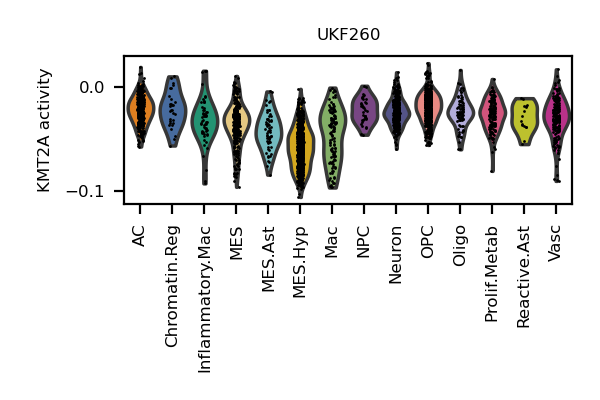 UKF260
KMT2A activity
0.0
−0.1
AC
Chromatin.Reg
Inflammatory.Mac
MES
MES.Ast
MES.Hyp
Mac
NPC
Neuron
OPC
Oligo
Prolif.Metab
Reactive.Ast
Vasc